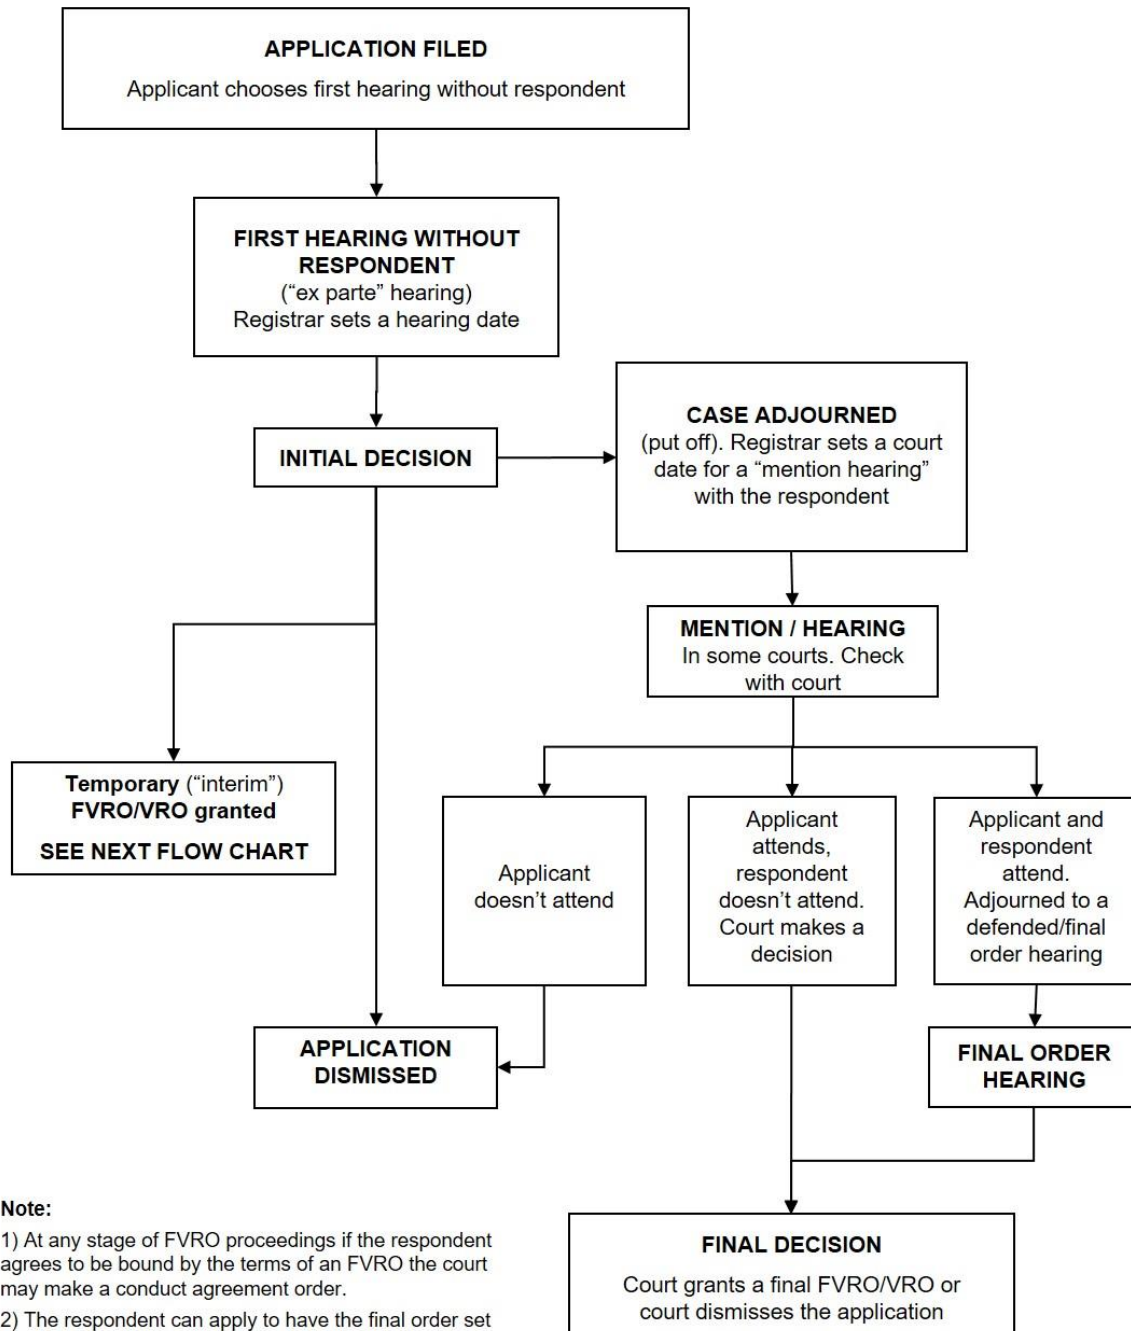 APPLICATION FILED
Applicant chooses first hearing without respondent
FIRST HEARING WITHOUT
RESPONDENT
(“ex parte” hearing)
Registrar sets a hearing date
INITIAL DECISION
CASE ADJOURNED
(put off). Registrar sets a court
date for a “mention hearing”
with the respondent
MENTION / HEARING
In some courts. Check
with court
Temporary (“interim”)
FVRO/VRO granted
SEE NEXT FLOW CHART
Applicant
doesn’t attend
Applicant
attends,
respondent
doesn’t attend.
Court makes a
decision
Applicant and
respondent
attend.
Adjourned to a
defended/final
order hearing
APPLICATION
DISMISSED
FINAL ORDER
HEARING
Note:
1) At any stage of FVRO proceedings if the respondent
agrees to be bound by the terms of an FVRO the court
may make a conduct agreement order.
2) The respondent can apply to have the final order set
FINAL DECISION
Court grants a final FVRO/VRO or
court dismisses the application